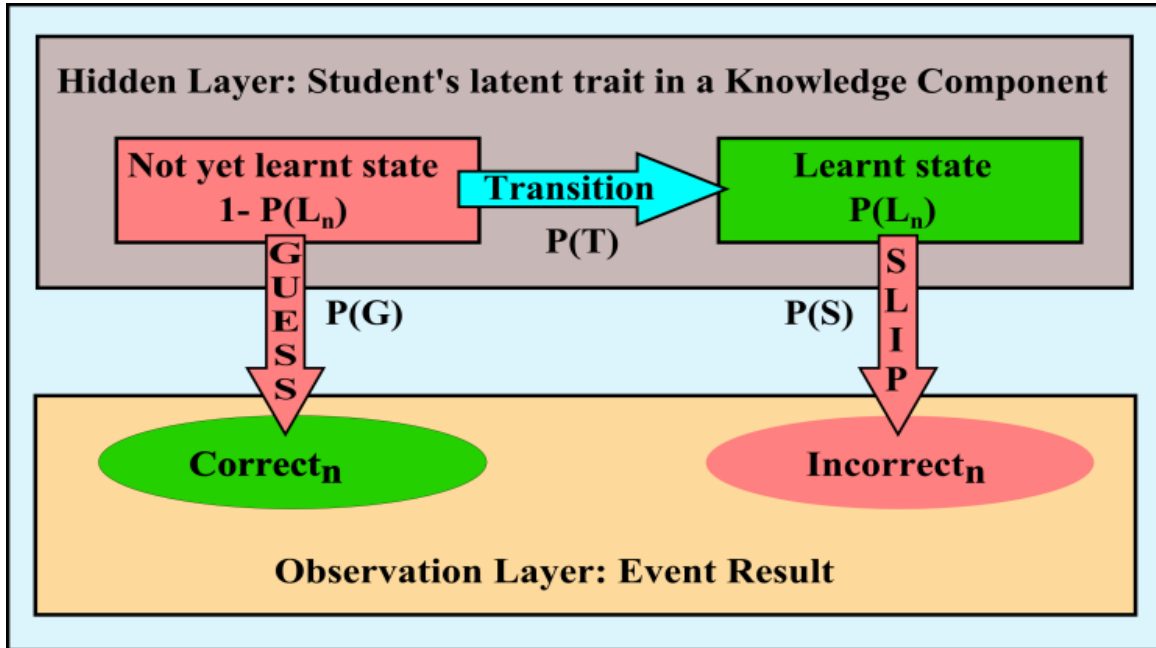 Hidden Layer: Student's latent trait in a Knowledge Component
Not yet learnt state
1- P(Lₙ)
Transition
P(T)
Learnt state
P(Lₙ)
GUESS
P(G)
P(S)
SLIP
Correctₙ
Incorrectₙ
Observation Layer: Event Result